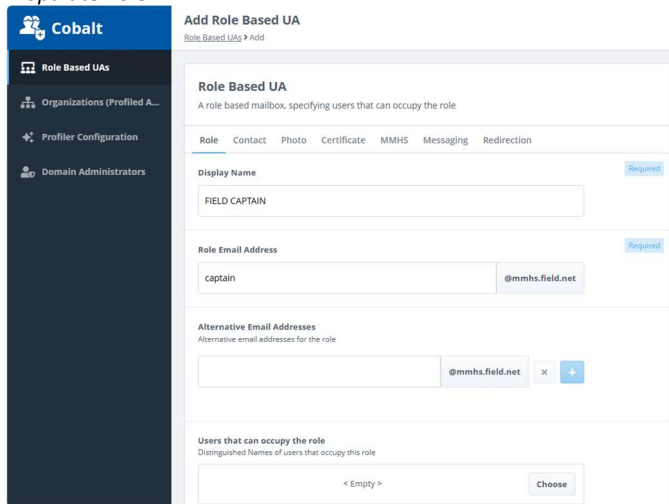 Cobalt
Add Role Based UA
Role Based UAs > Add
Role Based UAs
Organizations (Profiled A...
Profiler Configuration
Domain Administrators
Role Based UA
A role based mailbox, specifying users that can occupy the role
Role Contact Photo Certificate MMHS Messaging Redirection
Display Name Required
FIELD CAPTAIN
Role Email Address Required
captain @mmhs.field.net
Alternative Email Addresses
Alternative email addresses for the role
@mmhs.field.net × +
Users that can occupy the role
Distinguished Names of users that occupy this role
< Empty > Choose